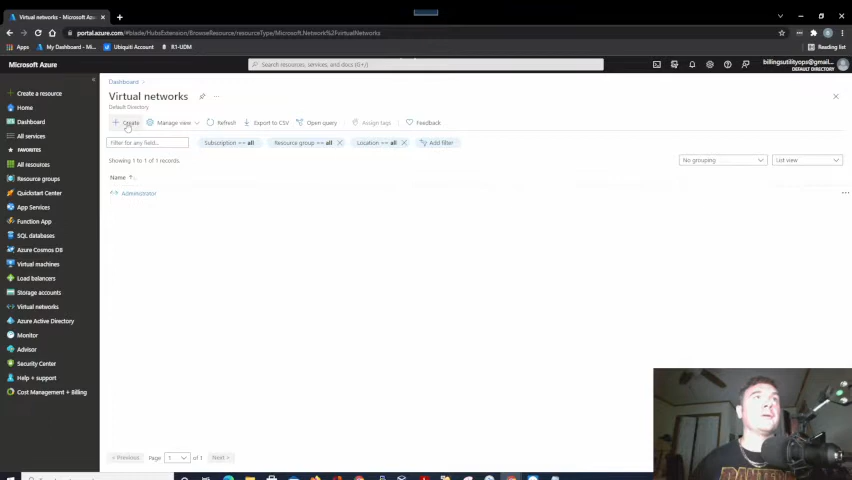 Virtual networks - Microsoft Az
portal.azure.com/#blade/HubsExtension/BrowseResource/resourceType/Microsoft.Network%2FvirtualNetworks
Apps
My Dashboard - Mi...
Ubiquiti Account
R1-UDM
Reading list
Microsoft Azure
Search resources, services, and docs (G+/)
billingsutilityops@gmail...
DEFAULT DIRECTORY
Create a resource
Home
Dashboard
All services
FAVORITES
All resources
Resource groups
Quickstart Center
App Services
Function App
SQL databases
Azure Cosmos DB
Virtual machines
Load balancers
Storage accounts
Virtual networks
Azure Active Directory
Monitor
Advisor
Security Center
Help + support
Cost Management + Billing
Dashboard >
Virtual networks
Default Directory
+ Create
Manage view
Refresh
Export to CSV
Open query
Assign tags
Feedback
Filter for any field...
Subscription == all
Resource group == all
Location == all
Add filter
Showing 1 to 1 of 1 records.
No grouping
List view
Name
Administrator
< Previous
Page
1
of 1
Next >
PANTERA